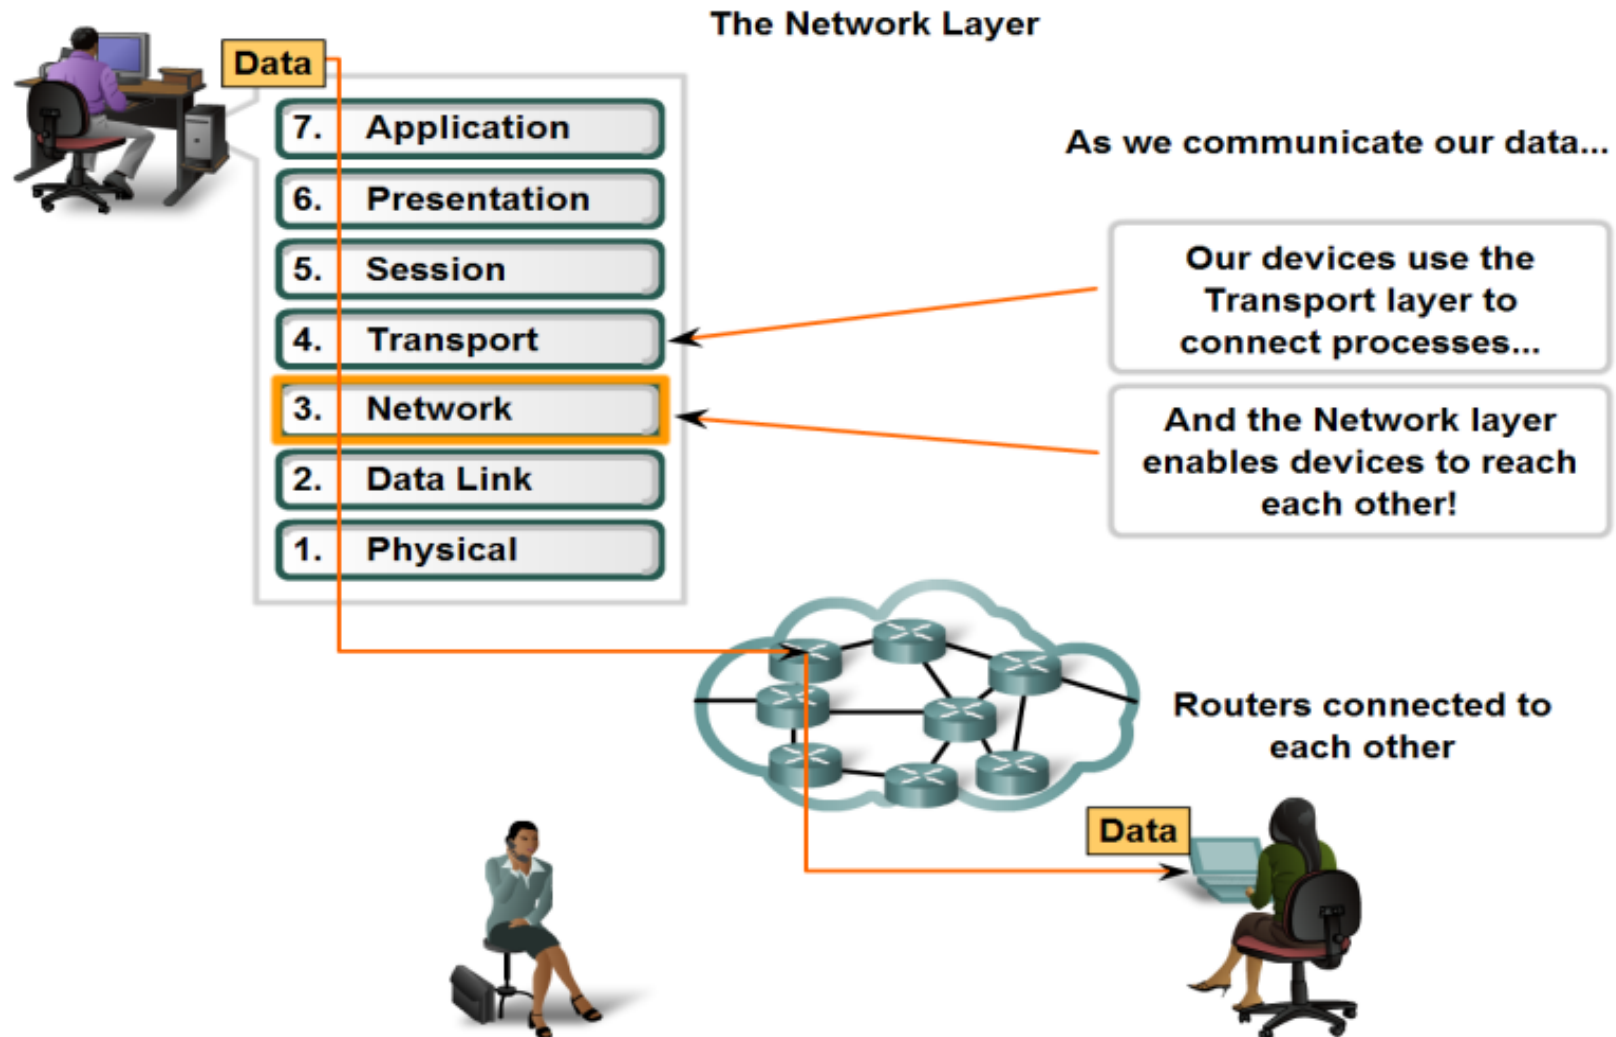 The Network Layer
Data
7. Application
6. Presentation
5. Session
4. Transport
3. Network
2. Data Link
1. Physical
As we communicate our data...
Our devices use the
Transport layer to
connect processes...
And the Network layer
enables devices to reach
each other!
Routers connected to
each other
Data